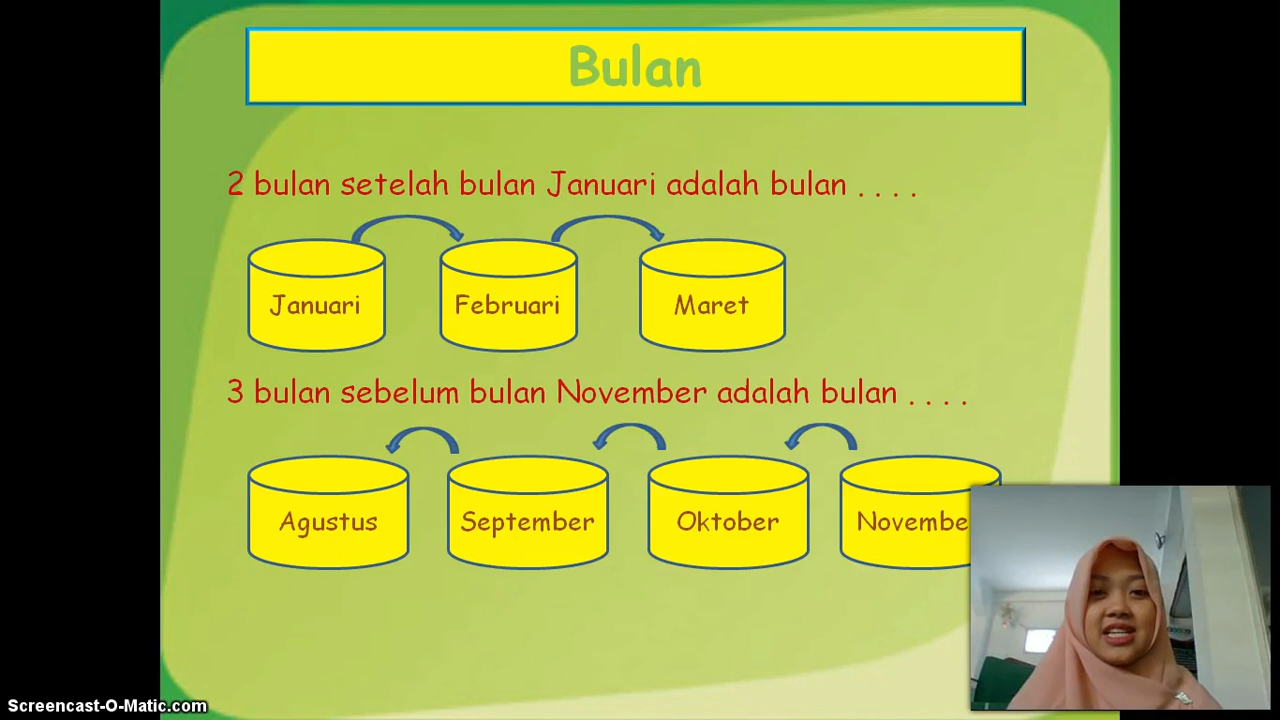 Bulan
2 bulan setelah bulan Januari adalah bulan . . . .
Januari Februari Maret
3 bulan sebelum bulan November adalah bulan . . . .
Agustus September Oktober Novembe
Screencast-O-Matic.com